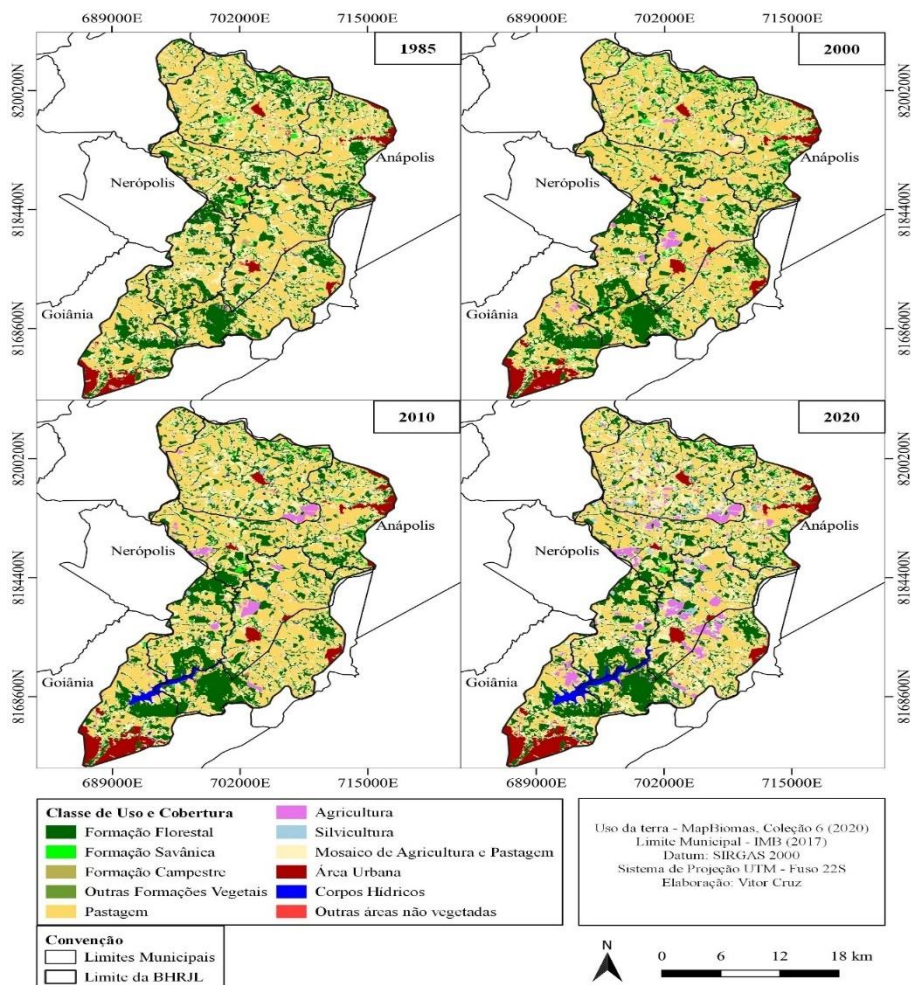 689000E 702000E 715000E 689000E 702000E 715000E
1985 2000
8200200N 8200200N
Anápolis Anápolis
Nerópolis Nerópolis
8184400N 8184400N
Goiânia Goiânia
8168600N 8168600N
2010 2020
8200200N 8200200N
Anápolis Anápolis
Nerópolis Nerópolis
8184400N 8184400N
Goiânia Goiânia
8168600N 8168600N
689000E 702000E 715000E 689000E 702000E 715000E
Classe de Uso e Cobertura
Formação Florestal
Formação Savânica
Formação Campestre
Outras Formações Vegetais
Pastagem
Agricultura
Silvicultura
Mosaico de Agricultura e Pastagem
Área Urbana
Corpos Hídricos
Outras áreas não vegetadas
Convenção
Limites Municipais
Limite da BHRJL
Uso da terra - MapBiomas, Coleção 6 (2020)
Limite Municipal - IMB (2017)
Datum: SIRGAS 2000
Sistema de Projeção UTM - Fuso 22S
Elaboração: Vitor Cruz
N
0 6 12 18 km